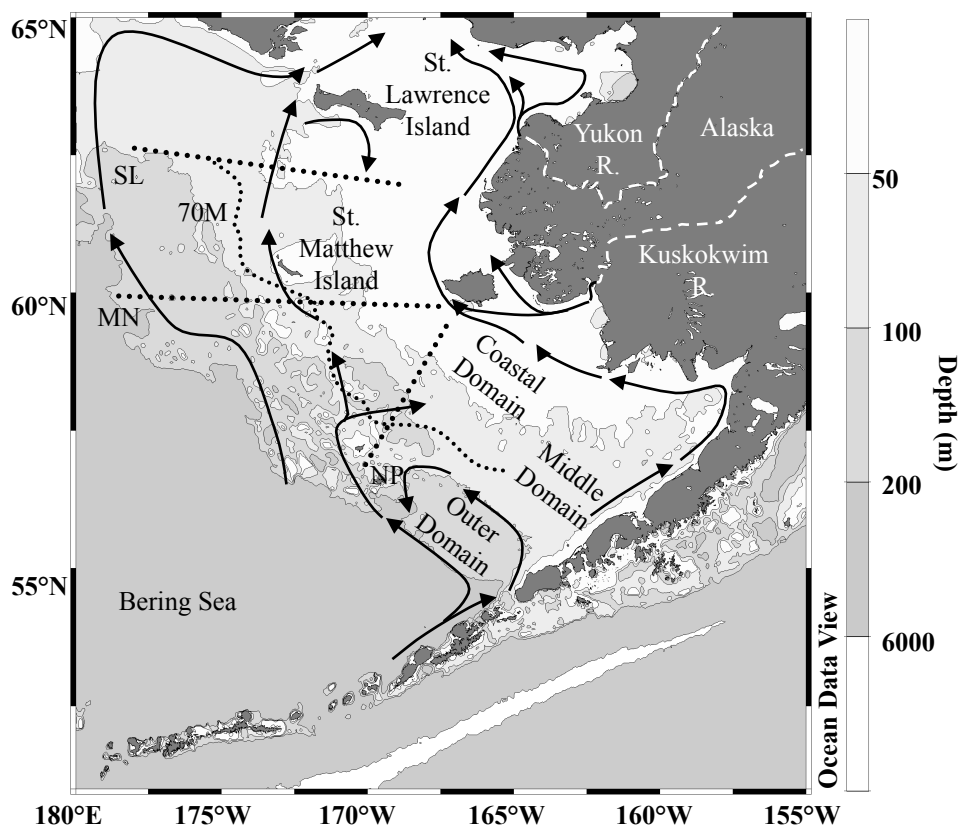 65°N
60°N
55°N
180°E
175°W
170°W
165°W
160°W
155°W
St.
Lawrence
Island
Yukon
R.
Alaska
SL
70M
St.
Matthew
Island
Kuskokwim
R.
MN
Coastal
Domain
Middle
Domain
NP
Outer
Domain
Bering Sea
Ocean Data View
50
100
200
6000
Depth (m)